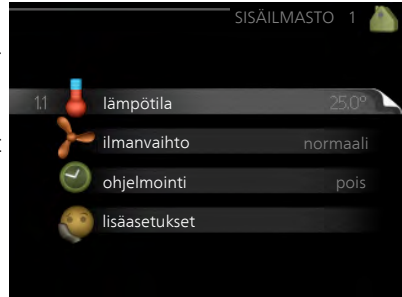 SISÄILMASTO 1
1.1 lämpötila 25.0°
ilmanvaihto normaali
ohjelmointi pois
lisäasetukset